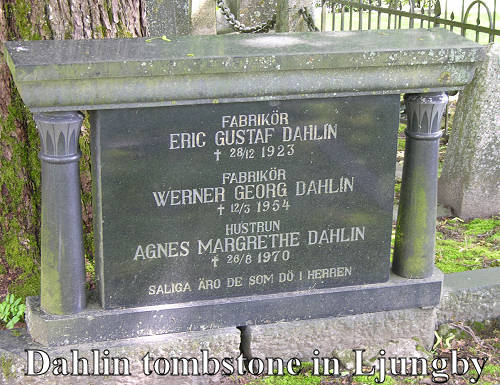 FABRIKÖR
ERIC GUSTAF DAHLIN
† 28/12 1923
FABRIKÖR
WERNER GEORG DAHLIN
† 12/3 1954
HUSTRUN
AGNES MARGRETHE DAHLIN
† 26/8 1970
SALIGA ÄRO DE SOM DÖ I HERREN
Dahlin tombstone in Ljungby